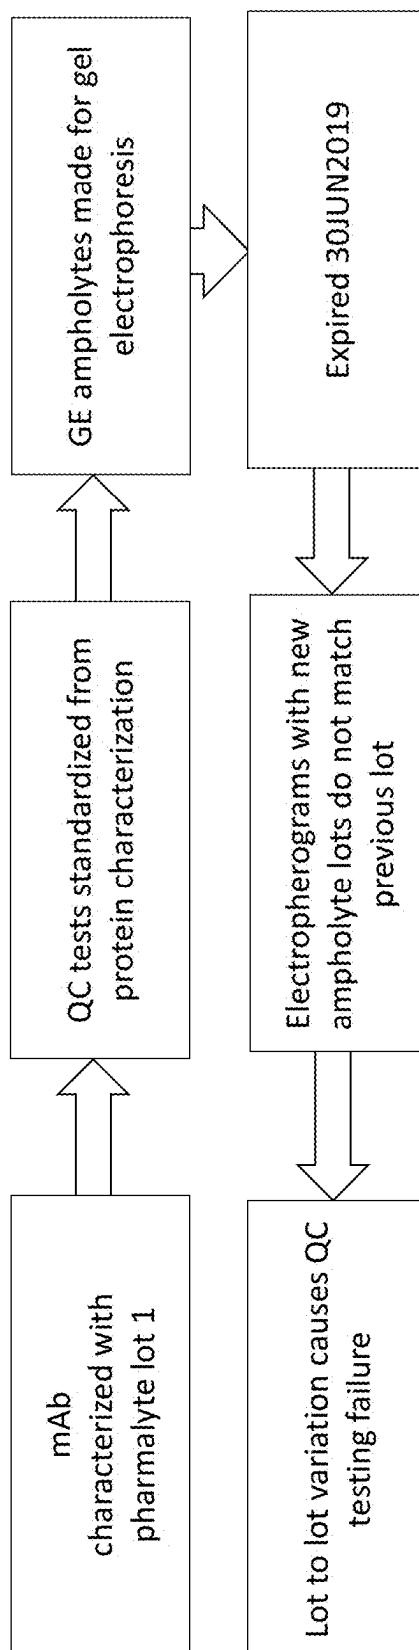 mAb
characterized with
pharmalyte lot 1
QC tests standardized from
protein characterization
GE ampholytes made for gel
electrophoresis
Expired 30JUN2019
Electropherograms with new
ampholyte lots do not match
previous lot
Lot to lot variation causes QC
testing failure